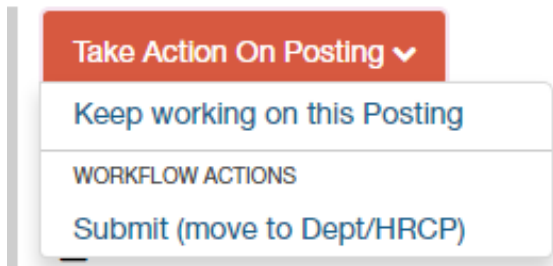 Take Action On Posting
Keep working on this Posting
WORKFLOW ACTIONS
Submit (move to Dept/HRCP)